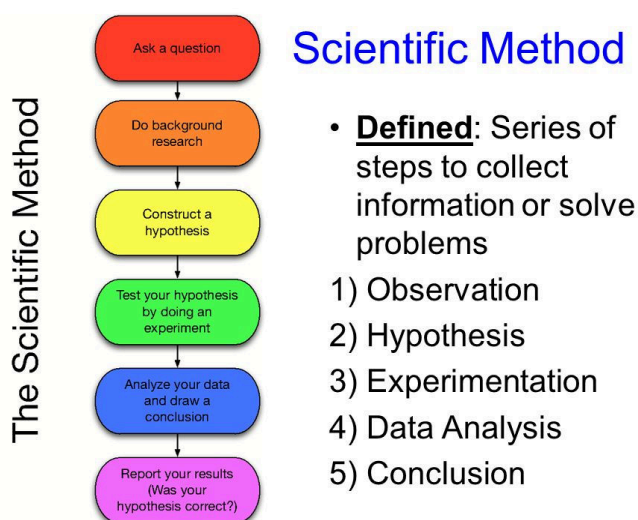 The Scientific Method
Ask a question
Do background
research
Construct a
hypothesis
Test your hypothesis
by doing an
experiment
Analyze your data
and draw a
conclusion
Report your results
(Was your
hypothesis correct?)
Scientific Method
• Defined: Series of
steps to collect
information or solve
problems
1) Observation
2) Hypothesis
3) Experimentation
4) Data Analysis
5) Conclusion